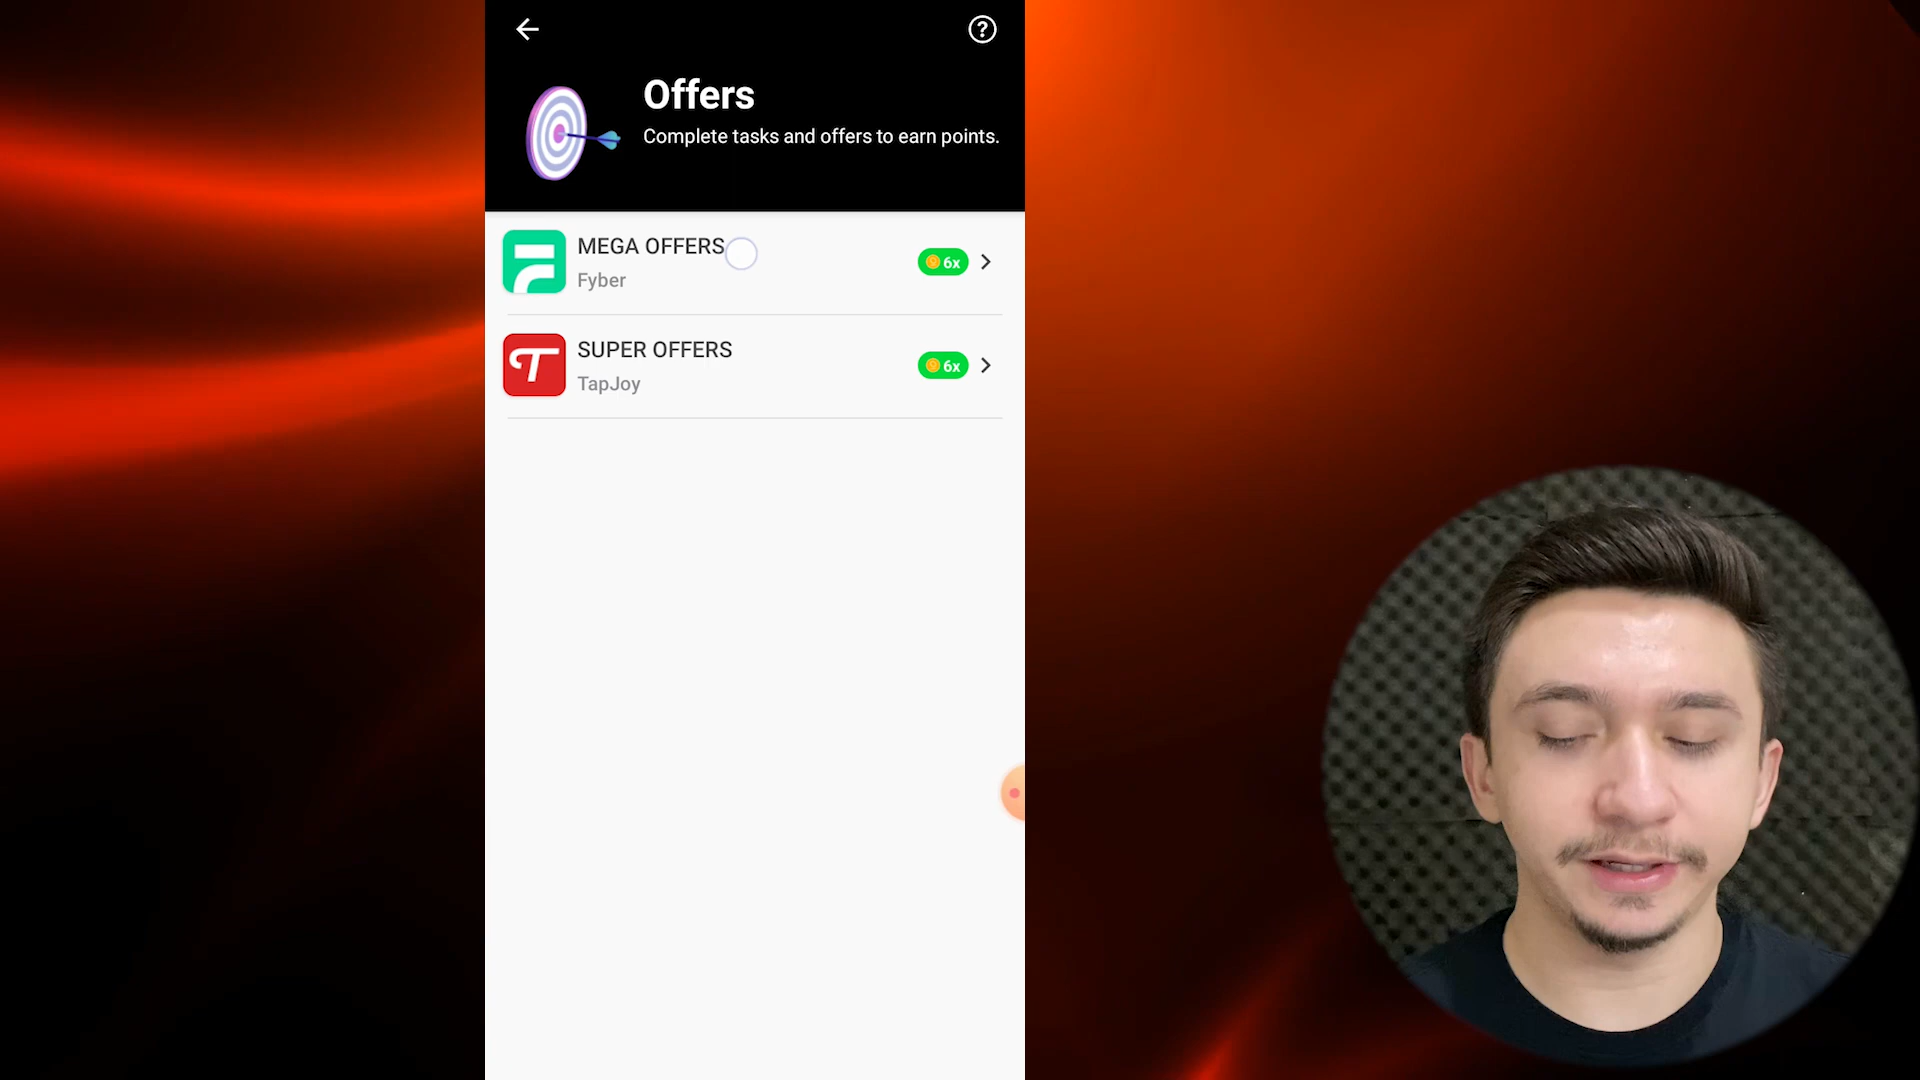 Offers
Complete tasks and offers to earn points.
MEGA OFFERS
Fyber
6x
SUPER OFFERS
TapJoy
6x